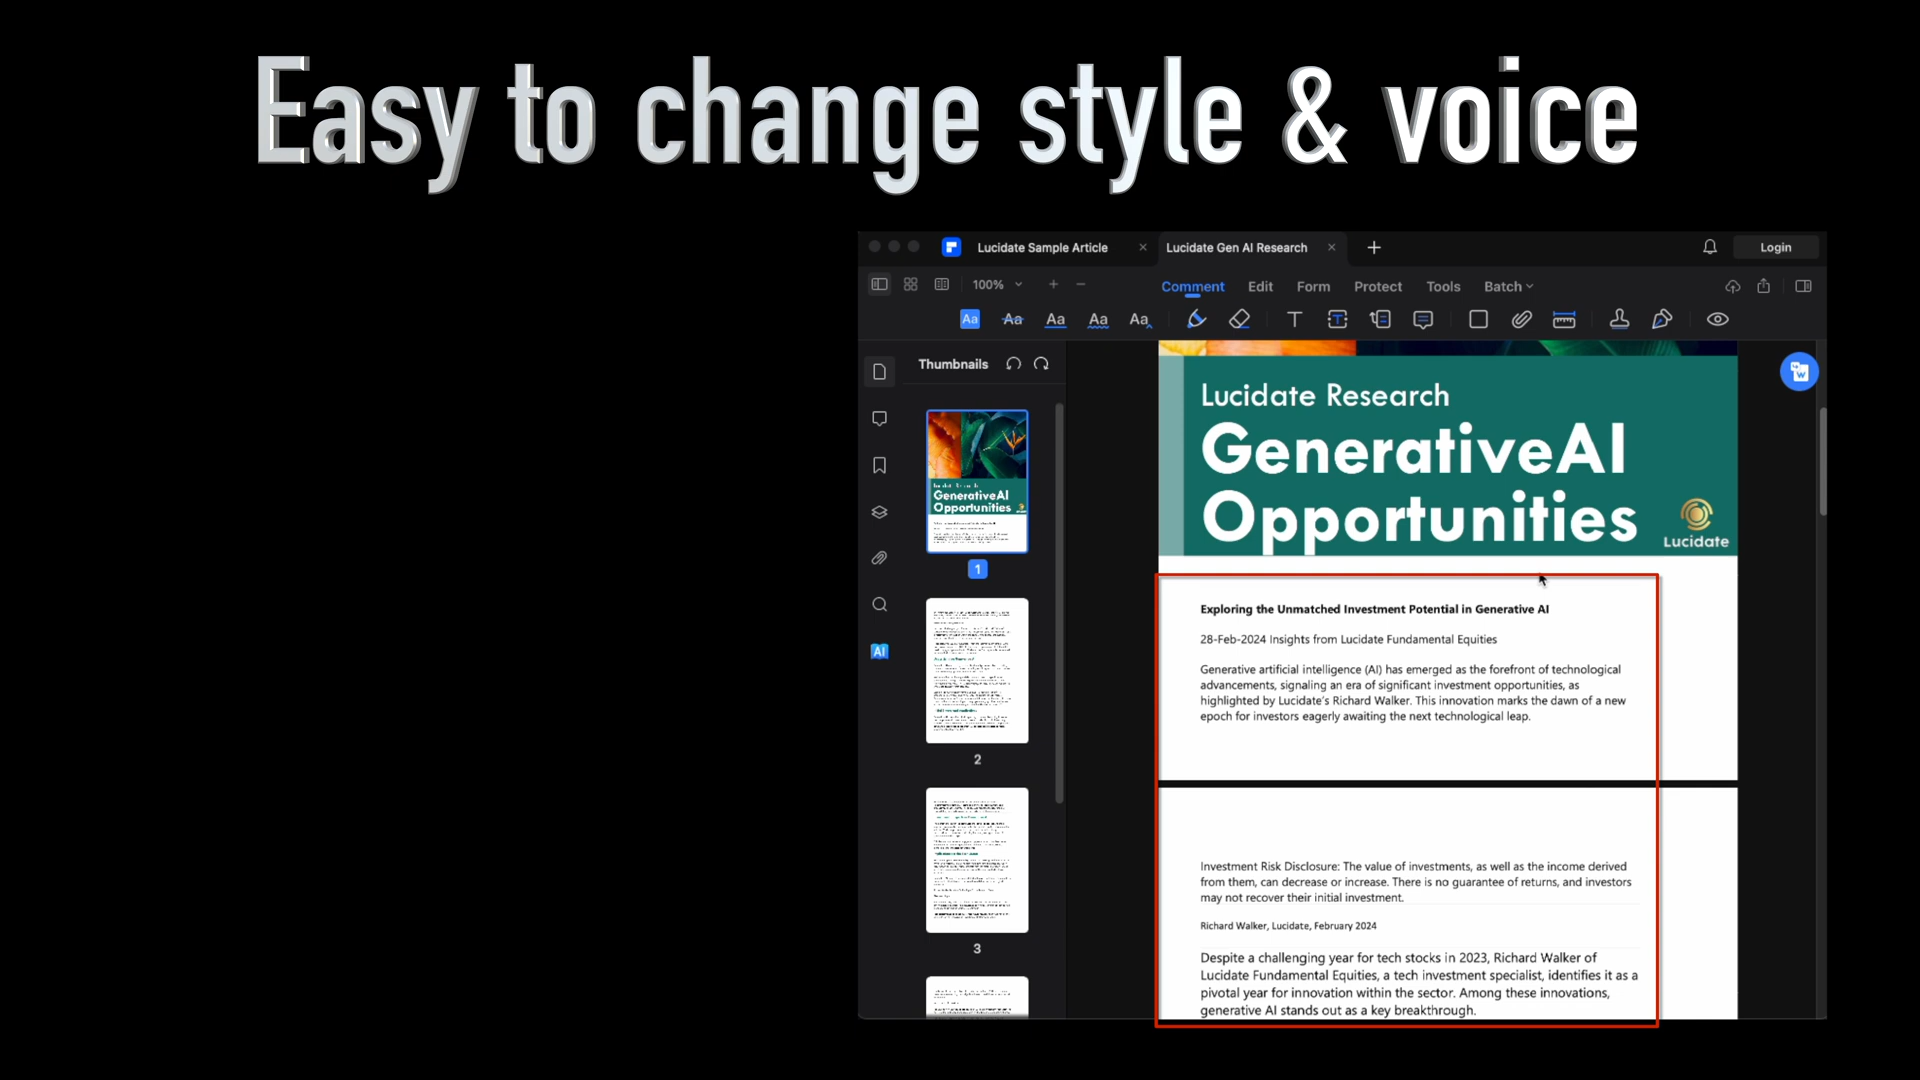 Easy to change style & voice
Lucidate Sample Article
Lucidate Gen AI Research
Login
100%
Comment
Edit
Form
Protect
Tools
Batch
Aa
Aa
Aa
Aa
Aa
Thumbnails
GenerativeAI
Opportunities
1
2
3
AI
Lucidate Research
GenerativeAI
Opportunities
Lucidate
Exploring the Unmatched Investment Potential in Generative AI
28-Feb-2024 Insights from Lucidate Fundamental Equities
Generative artificial intelligence (AI) has emerged as the forefront of technological
advancements, signaling an era of significant investment opportunities, as
highlighted by Lucidate's Richard Walker. This innovation marks the dawn of a new
epoch for investors eagerly awaiting the next technological leap.
Investment Risk Disclosure: The value of investments, as well as the income derived
from them, can decrease or increase. There is no guarantee of returns, and investors
may not recover their initial investment.
Richard Walker, Lucidate, February 2024
Despite a challenging year for tech stocks in 2023, Richard Walker of
Lucidate Fundamental Equities, a tech investment specialist, identifies it as a
pivotal year for innovation within the sector. Among these innovations,
generative AI stands out as a key breakthrough.